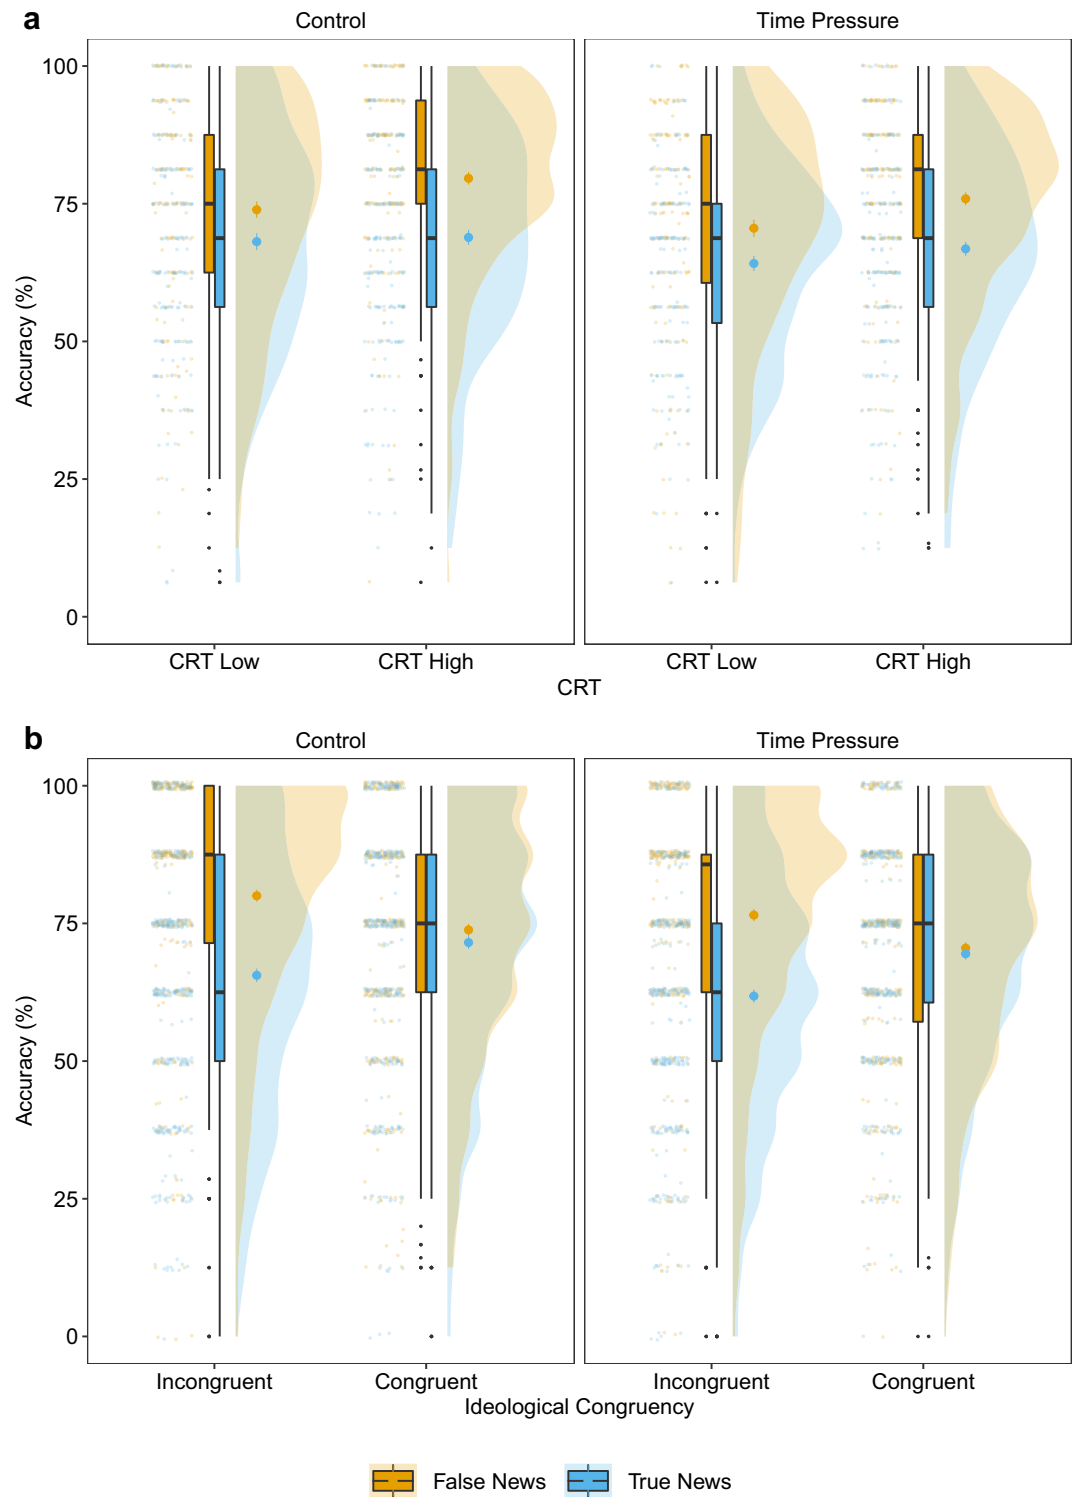 a
Control
Time Pressure
100
75
50
25
0
Accuracy (%)
CRT Low
CRT High
CRT Low
CRT High
CRT
b
Control
Time Pressure
100
75
50
25
0
Accuracy (%)
Incongruent
Congruent
Incongruent
Congruent
Ideological Congruency
False News
True News